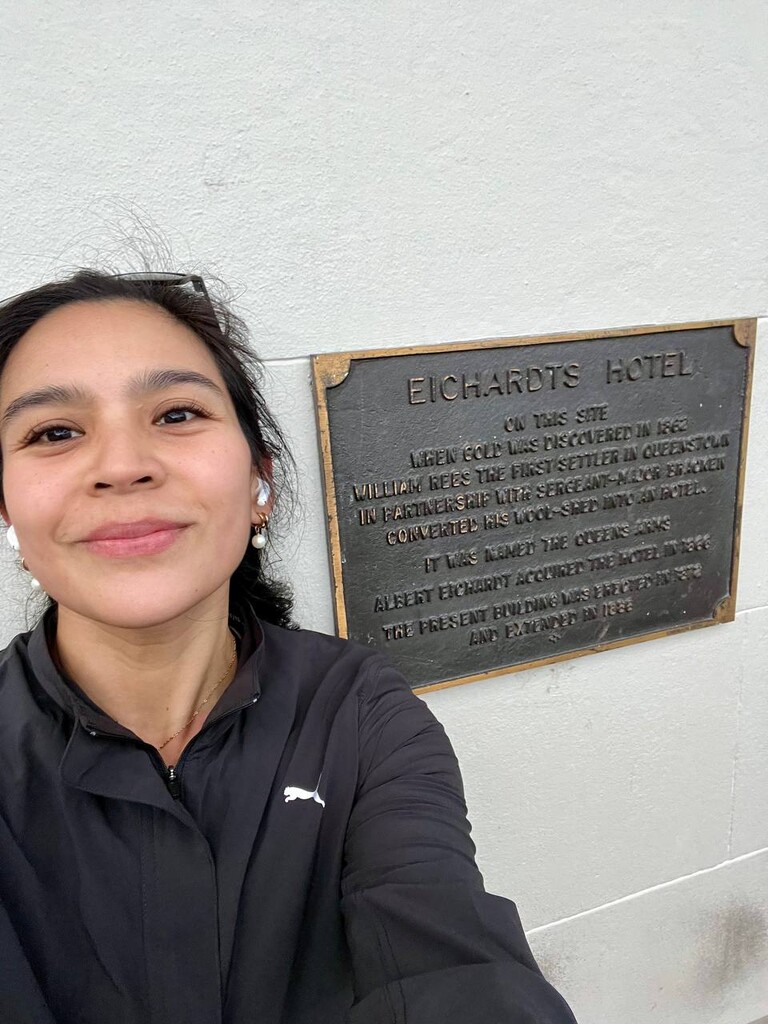 EICHARDTS HOTEL
ON THIS SITE
WHEN GOLD WAS DISCOVERED IN 1862
WILLIAM REES THE FIRST SETTLER IN QUEENSTOWN
IN PARTNERSHIP WITH SERGEANT-MAJOR BRACKEN
CONVERTED HIS WOOL-SHED INTO AN HOTEL.
IT WAS NAMED THE QUEENS ARMS
ALBERT EICHARDT ACQUIRED THE HOTEL IN
THE PRESENT BUILDING WAS ERECTED IN
AND EXTENDED IN